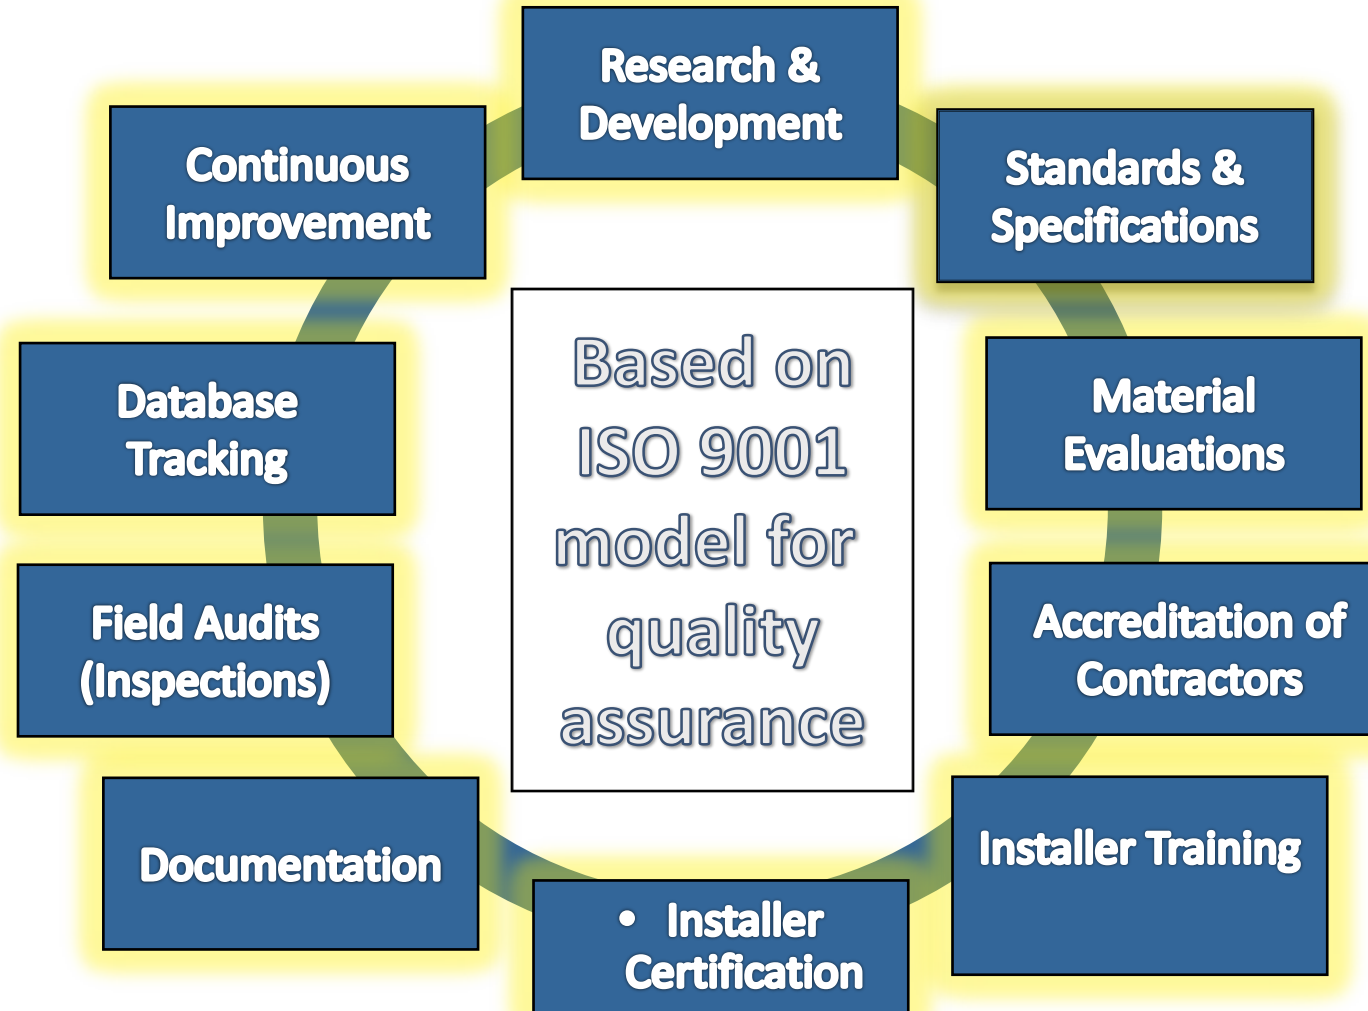 Research &
Development
Standards &
Specifications
Material
Evaluations
Accreditation of
Contractors
Installer Training
• Installer
Certification
Documentation
Field Audits
(Inspections)
Database
Tracking
Continuous
Improvement
Based on
ISO 9001
model for
quality
assurance